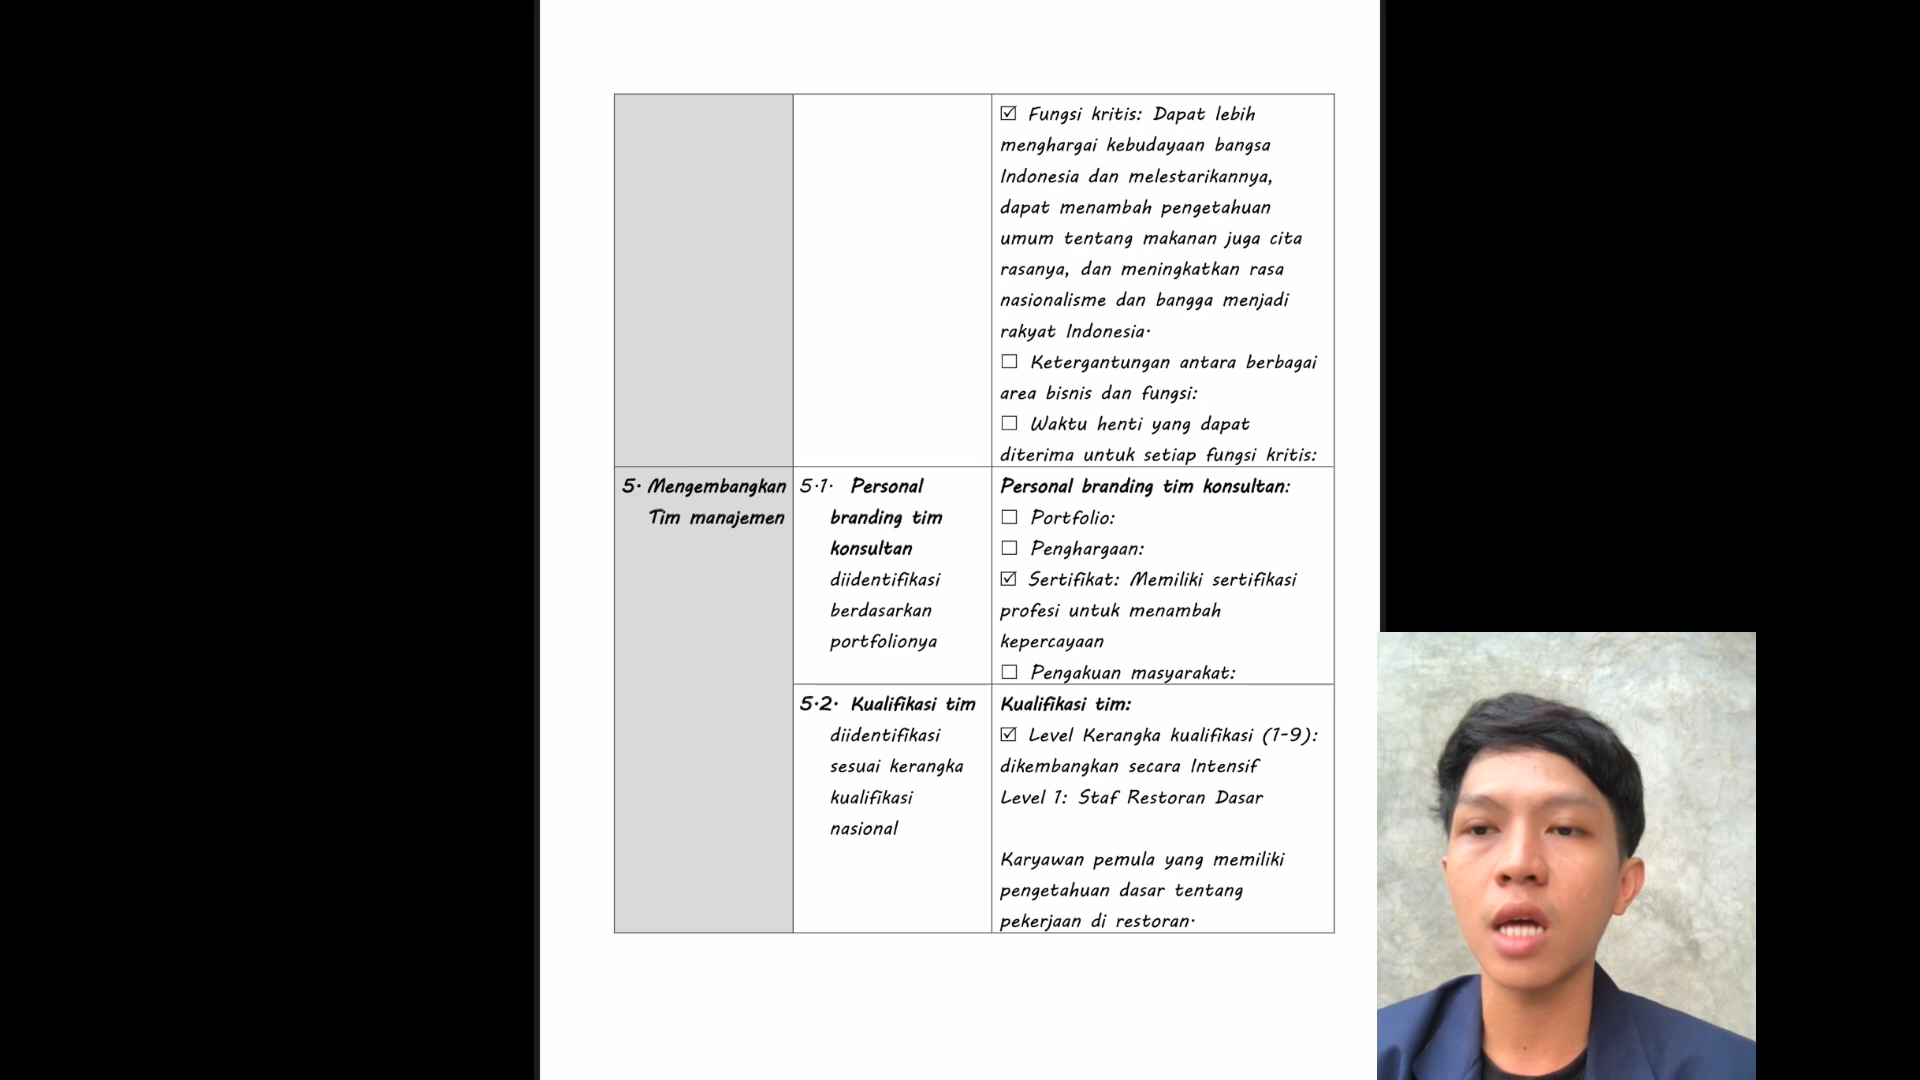 ☑ Fungsi kritis: Dapat lebih
menghargai kebudayaan bangsa
Indonesia dan melestarikannya,
dapat menambah pengetahuan
umum tentang makanan juga cita
rasanya, dan meningkatkan rasa
nasionalisme dan bangga menjadi
rakyat Indonesia.
☐ Ketergantungan antara berbagai
area bisnis dan fungsi:
☐ Waktu henti yang dapat
diterima untuk setiap fungsi kritis:
5. Mengembangkan
Tim manajemen
5.1. Personal
branding tim
konsultan
diidentifikasi
berdasarkan
portfolionya
Personal branding tim konsultan:
☐ Portfolio:
☐ Penghargaan:
☑ Sertifikat: Memiliki sertifikasi
profesi untuk menambah
kepercayaan
☐ Pengakuan masyarakat:
5.2. Kualifikasi tim
diidentifikasi
sesuai kerangka
kualifikasi
nasional
Kualifikasi tim:
☑ Level Kerangka kualifikasi (1-9):
dikembangkan secara Intensif
Level 1: Staf Restoran Dasar
Karyawan pemula yang memiliki
pengetahuan dasar tentang
pekerjaan di restoran.